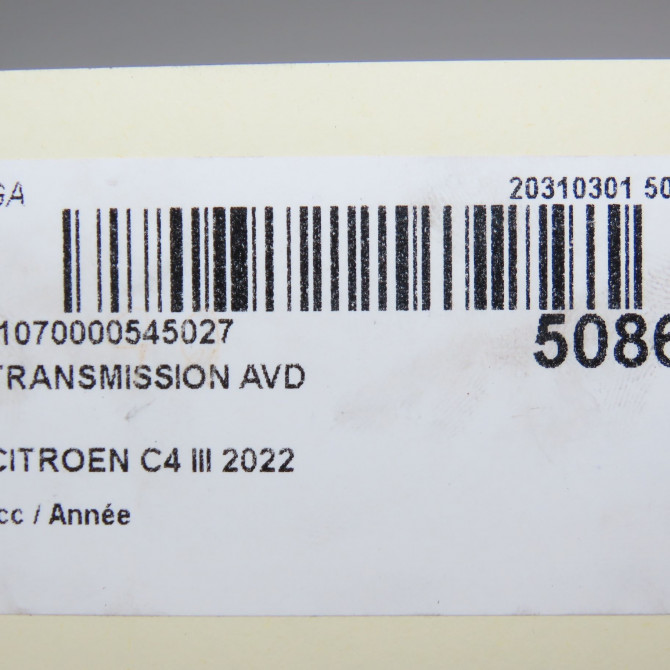 GA 20310301 50
1070000545027 5086
TRANSMISSION AVD
CITROEN C4 III 2022
cc / Année